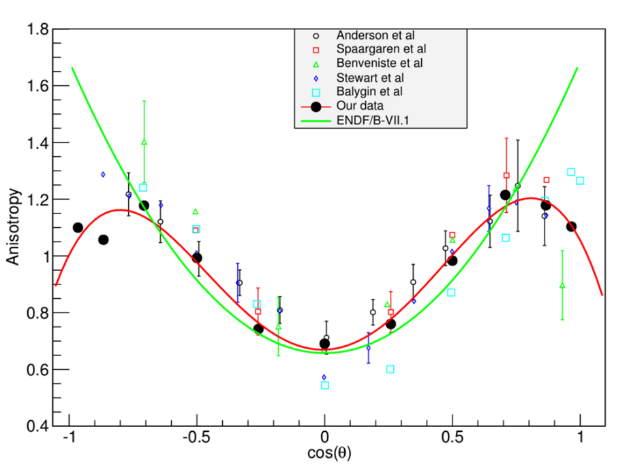 1.8
1.6
1.4
1.2
1
0.8
0.6
0.4
Anisotropy
-1
-0.5
0
0.5
1
cos(θ)
Anderson et al
Spaargaren et al
Benveniste et al
Stewart et al
Balygin et al
Our data
ENDF/B-VII.1